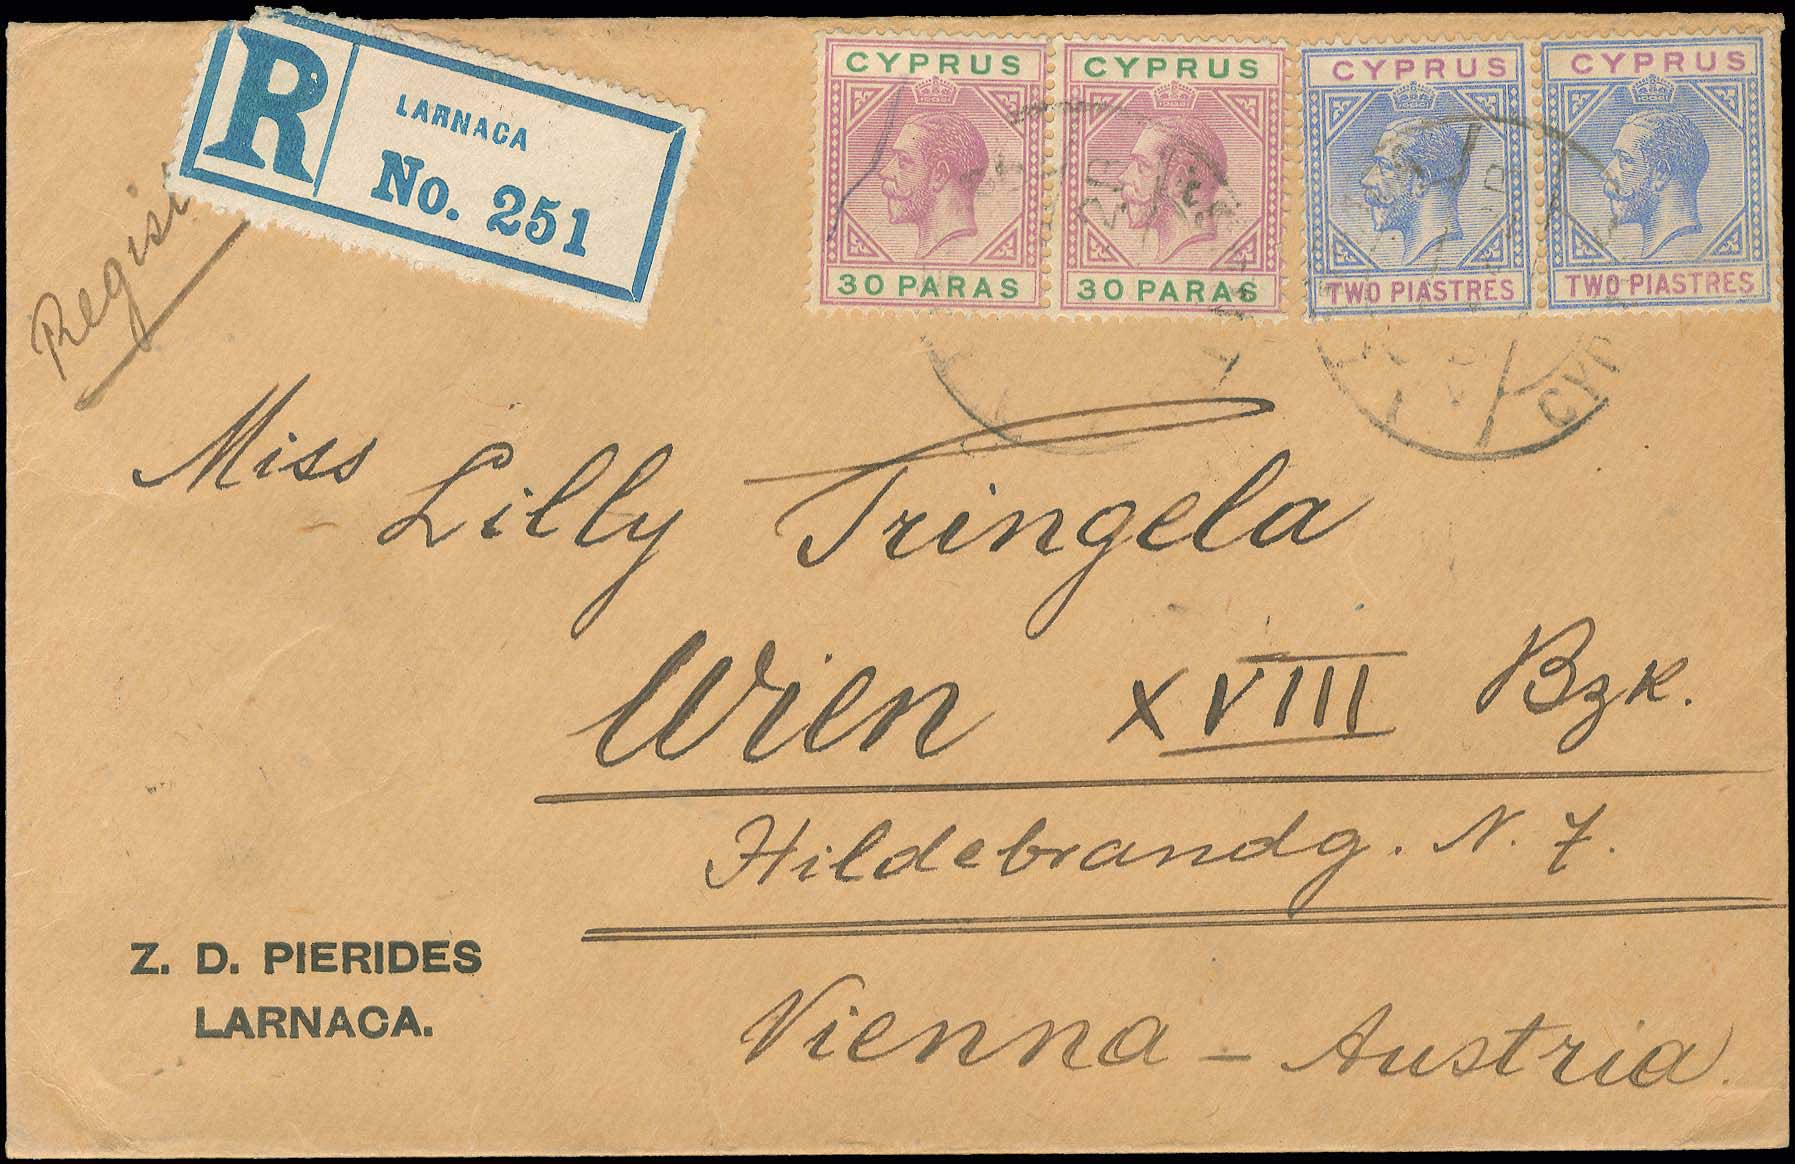 R LARNACA
No. 251
CYPRUS CYPRUS CYPRUS CYPRUS
30 PARAS 30 PARAS TWO PIASTRES TWO PIASTRES
Miss Lilly Tringela
Wien XVIII Bzk.
Hildebrandg. N. 7.
Vienna - Austria.
Z. D. PIERIDES
LARNACA.